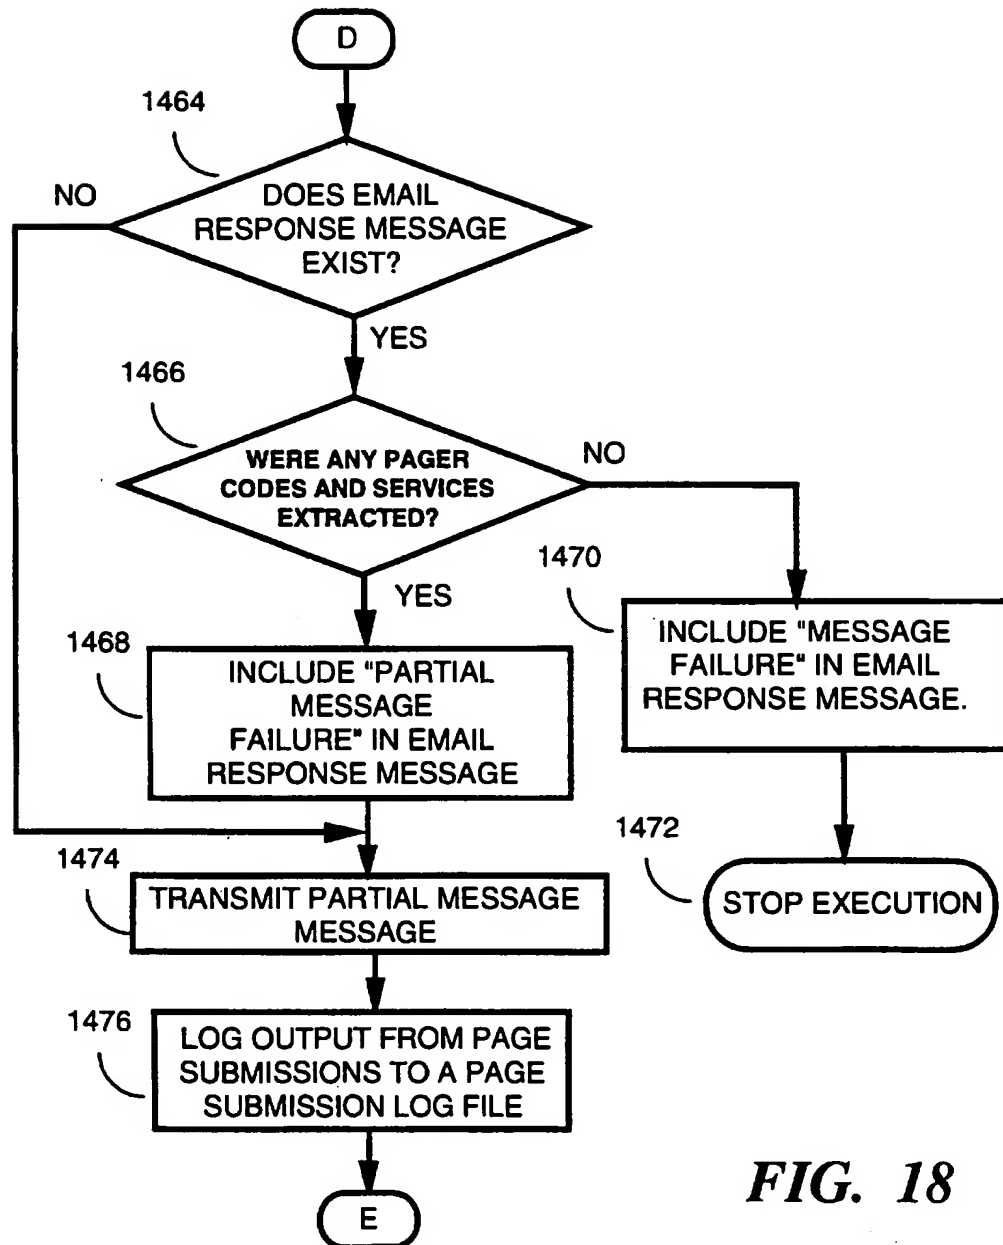 D
1464
NO
DOES EMAIL
RESPONSE MESSAGE
EXIST?
YES
1466
WERE ANY PAGER
CODES AND SERVICES
EXTRACTED?
NO
YES
1468
INCLUDE "PARTIAL
MESSAGE
FAILURE" IN EMAIL
RESPONSE MESSAGE
1470
INCLUDE "MESSAGE
FAILURE" IN EMAIL
RESPONSE MESSAGE.
1472
STOP EXECUTION
1474
TRANSMIT PARTIAL MESSAGE
MESSAGE
1476
LOG OUTPUT FROM PAGE
SUBMISSIONS TO A PAGE
SUBMISSION LOG FILE
E
FIG. 18